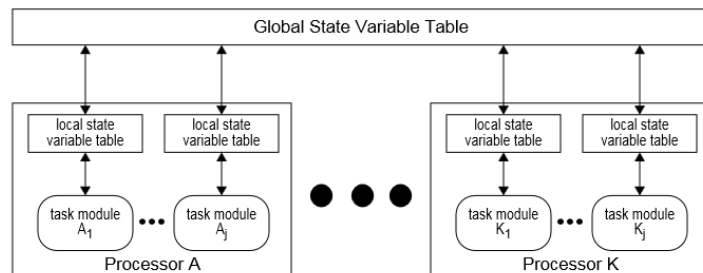 Global State Variable Table
local state
variable table
local state
variable table
local state
variable table
local state
variable table
task module
A1
task module
Aj
task module
K1
task module
Kj
Processor A
Processor K